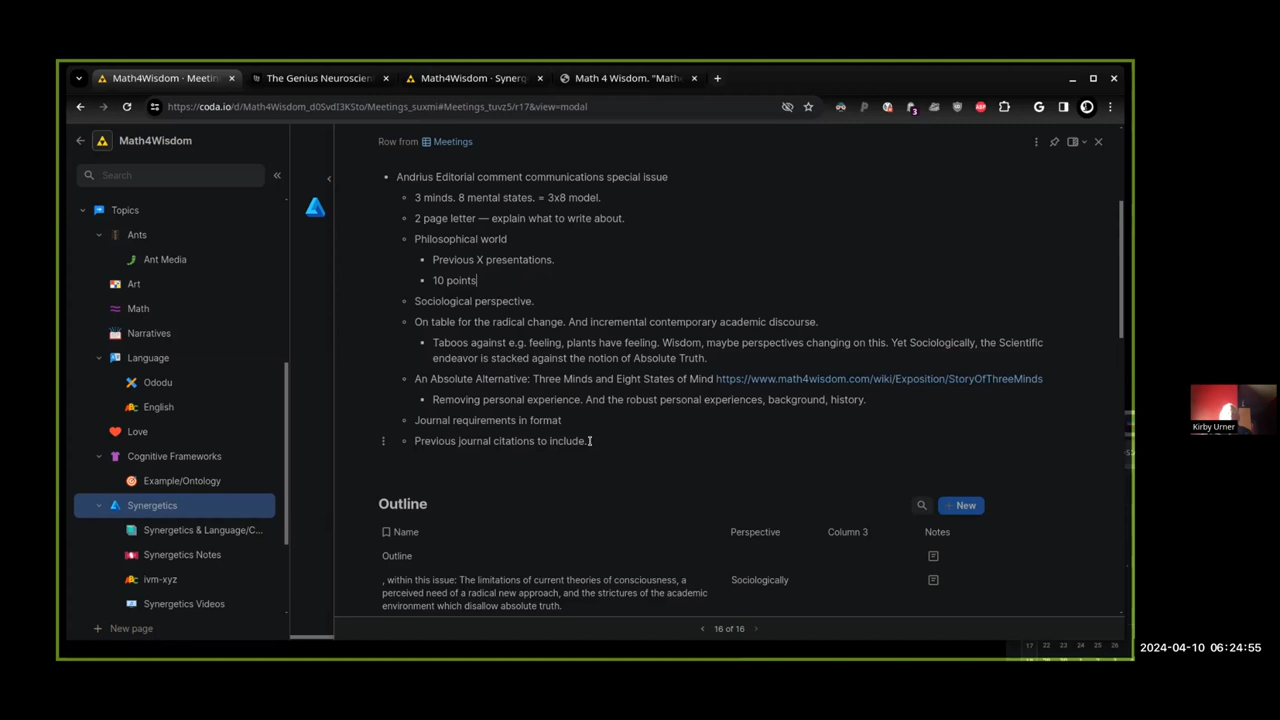 Math4Wisdom · Meetin
The Genius Neuroscien
Math4Wisdom · Synerg
Math 4 Wisdom. "Math
https://coda.io/d/Math4Wisdom_d0SvdI3KSto/Meetings_suxmi#Meetings_tuvz5/r17&view=modal
Math4Wisdom
Search
Topics
Ants
Ant Media
Art
Math
Narratives
Language
Ododu
English
Love
Cognitive Frameworks
Example/Ontology
Synergetics
Synergetics & Language/C...
Synergetics Notes
ivm-xyz
Synergetics Videos
New page
Row from Meetings
Andrius Editorial comment communications special issue
3 minds. 8 mental states. = 3x8 model.
2 page letter — explain what to write about.
Philosophical world
Previous X presentations.
10 points
Sociological perspective.
On table for the radical change. And incremental contemporary academic discourse.
Taboos against e.g. feeling, plants have feeling. Wisdom, maybe perspectives changing on this. Yet Sociologically, the Scientific
endeavor is stacked against the notion of Absolute Truth.
An Absolute Alternative: Three Minds and Eight States of Mind https://www.math4wisdom.com/wiki/Exposition/StoryOfThreeMinds
Removing personal experience. And the robust personal experiences, background, history.
Journal requirements in format
Previous journal citations to include.
Outline
New
Name Perspective Column 3 Notes
Outline
, within this issue: The limitations of current theories of consciousness, a
perceived need of a radical new approach, and the strictures of the academic
environment which disallow absolute truth.
Sociologically
16 of 16
Kirby Urner
17 22 23 24 25 26
2024-04-10 06:24:55